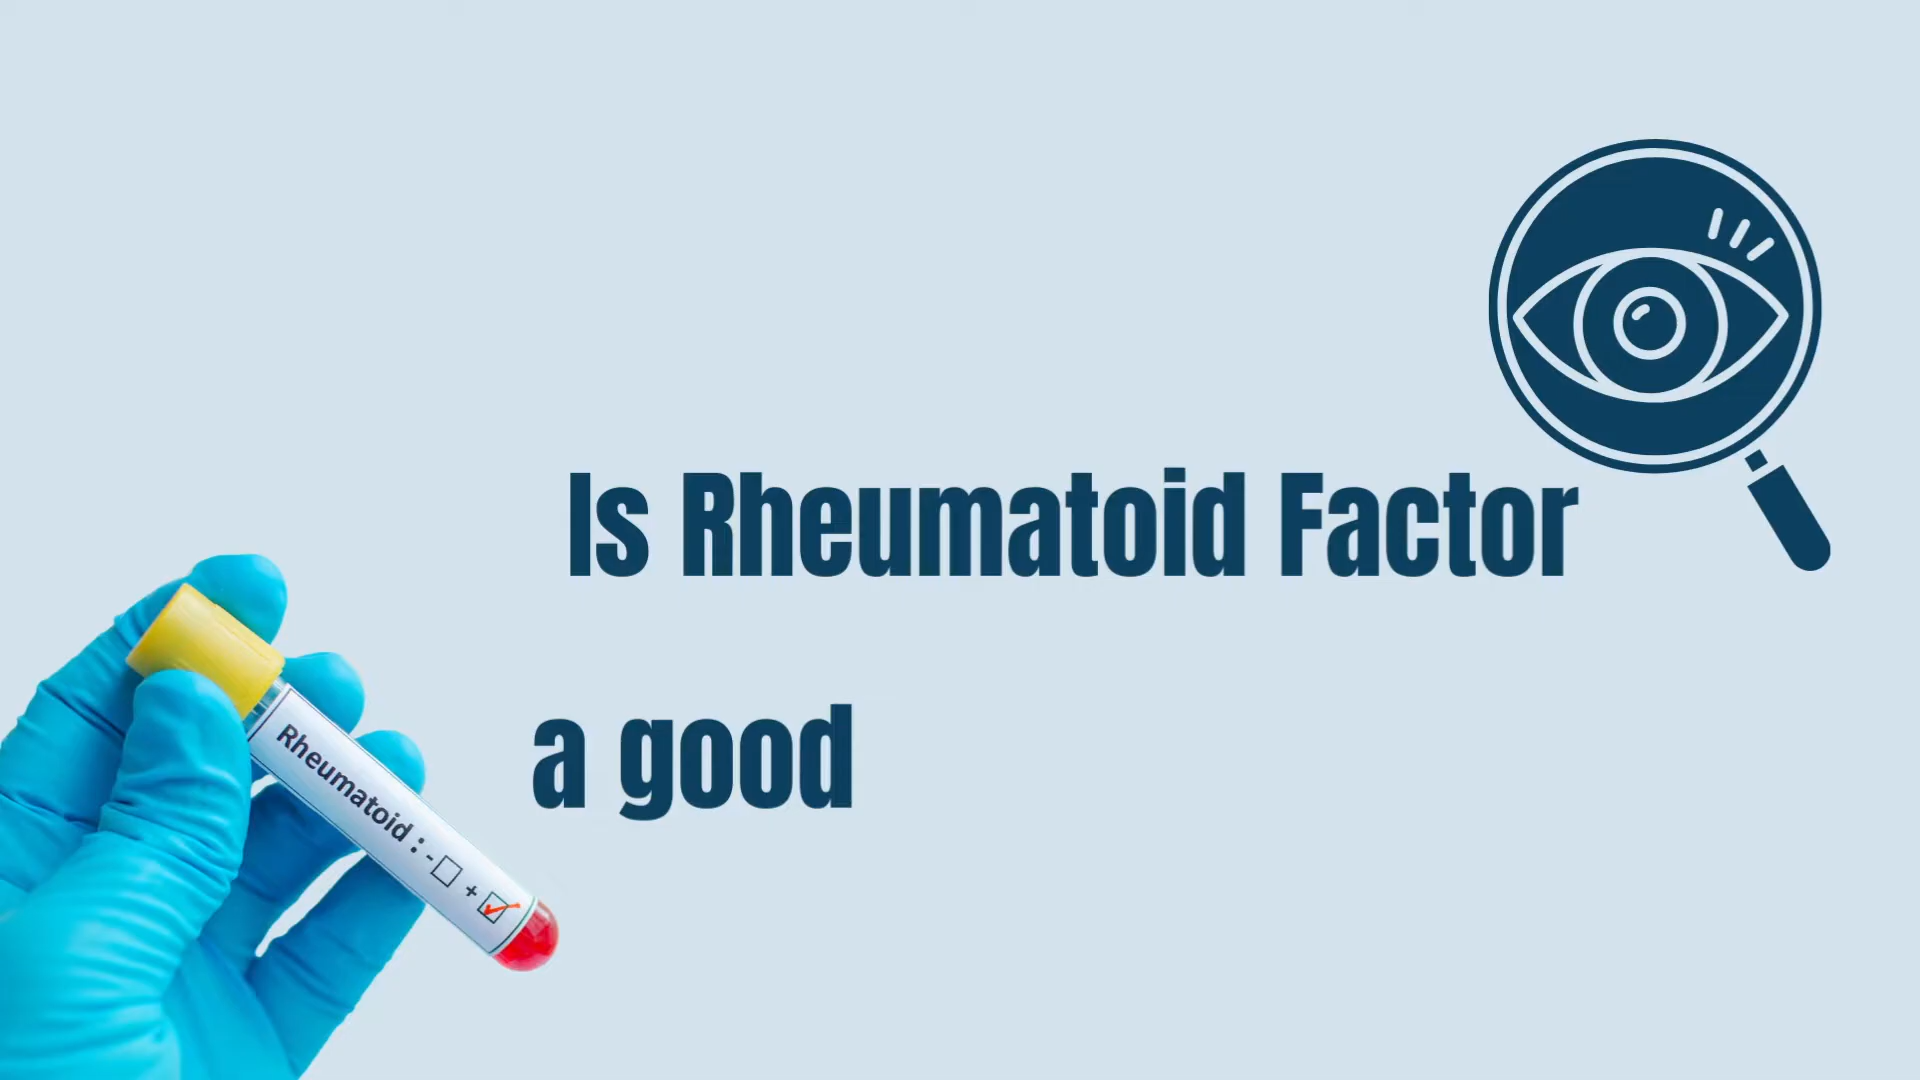 Is Rheumatoid Factor
a good
Rheumatoid : - +